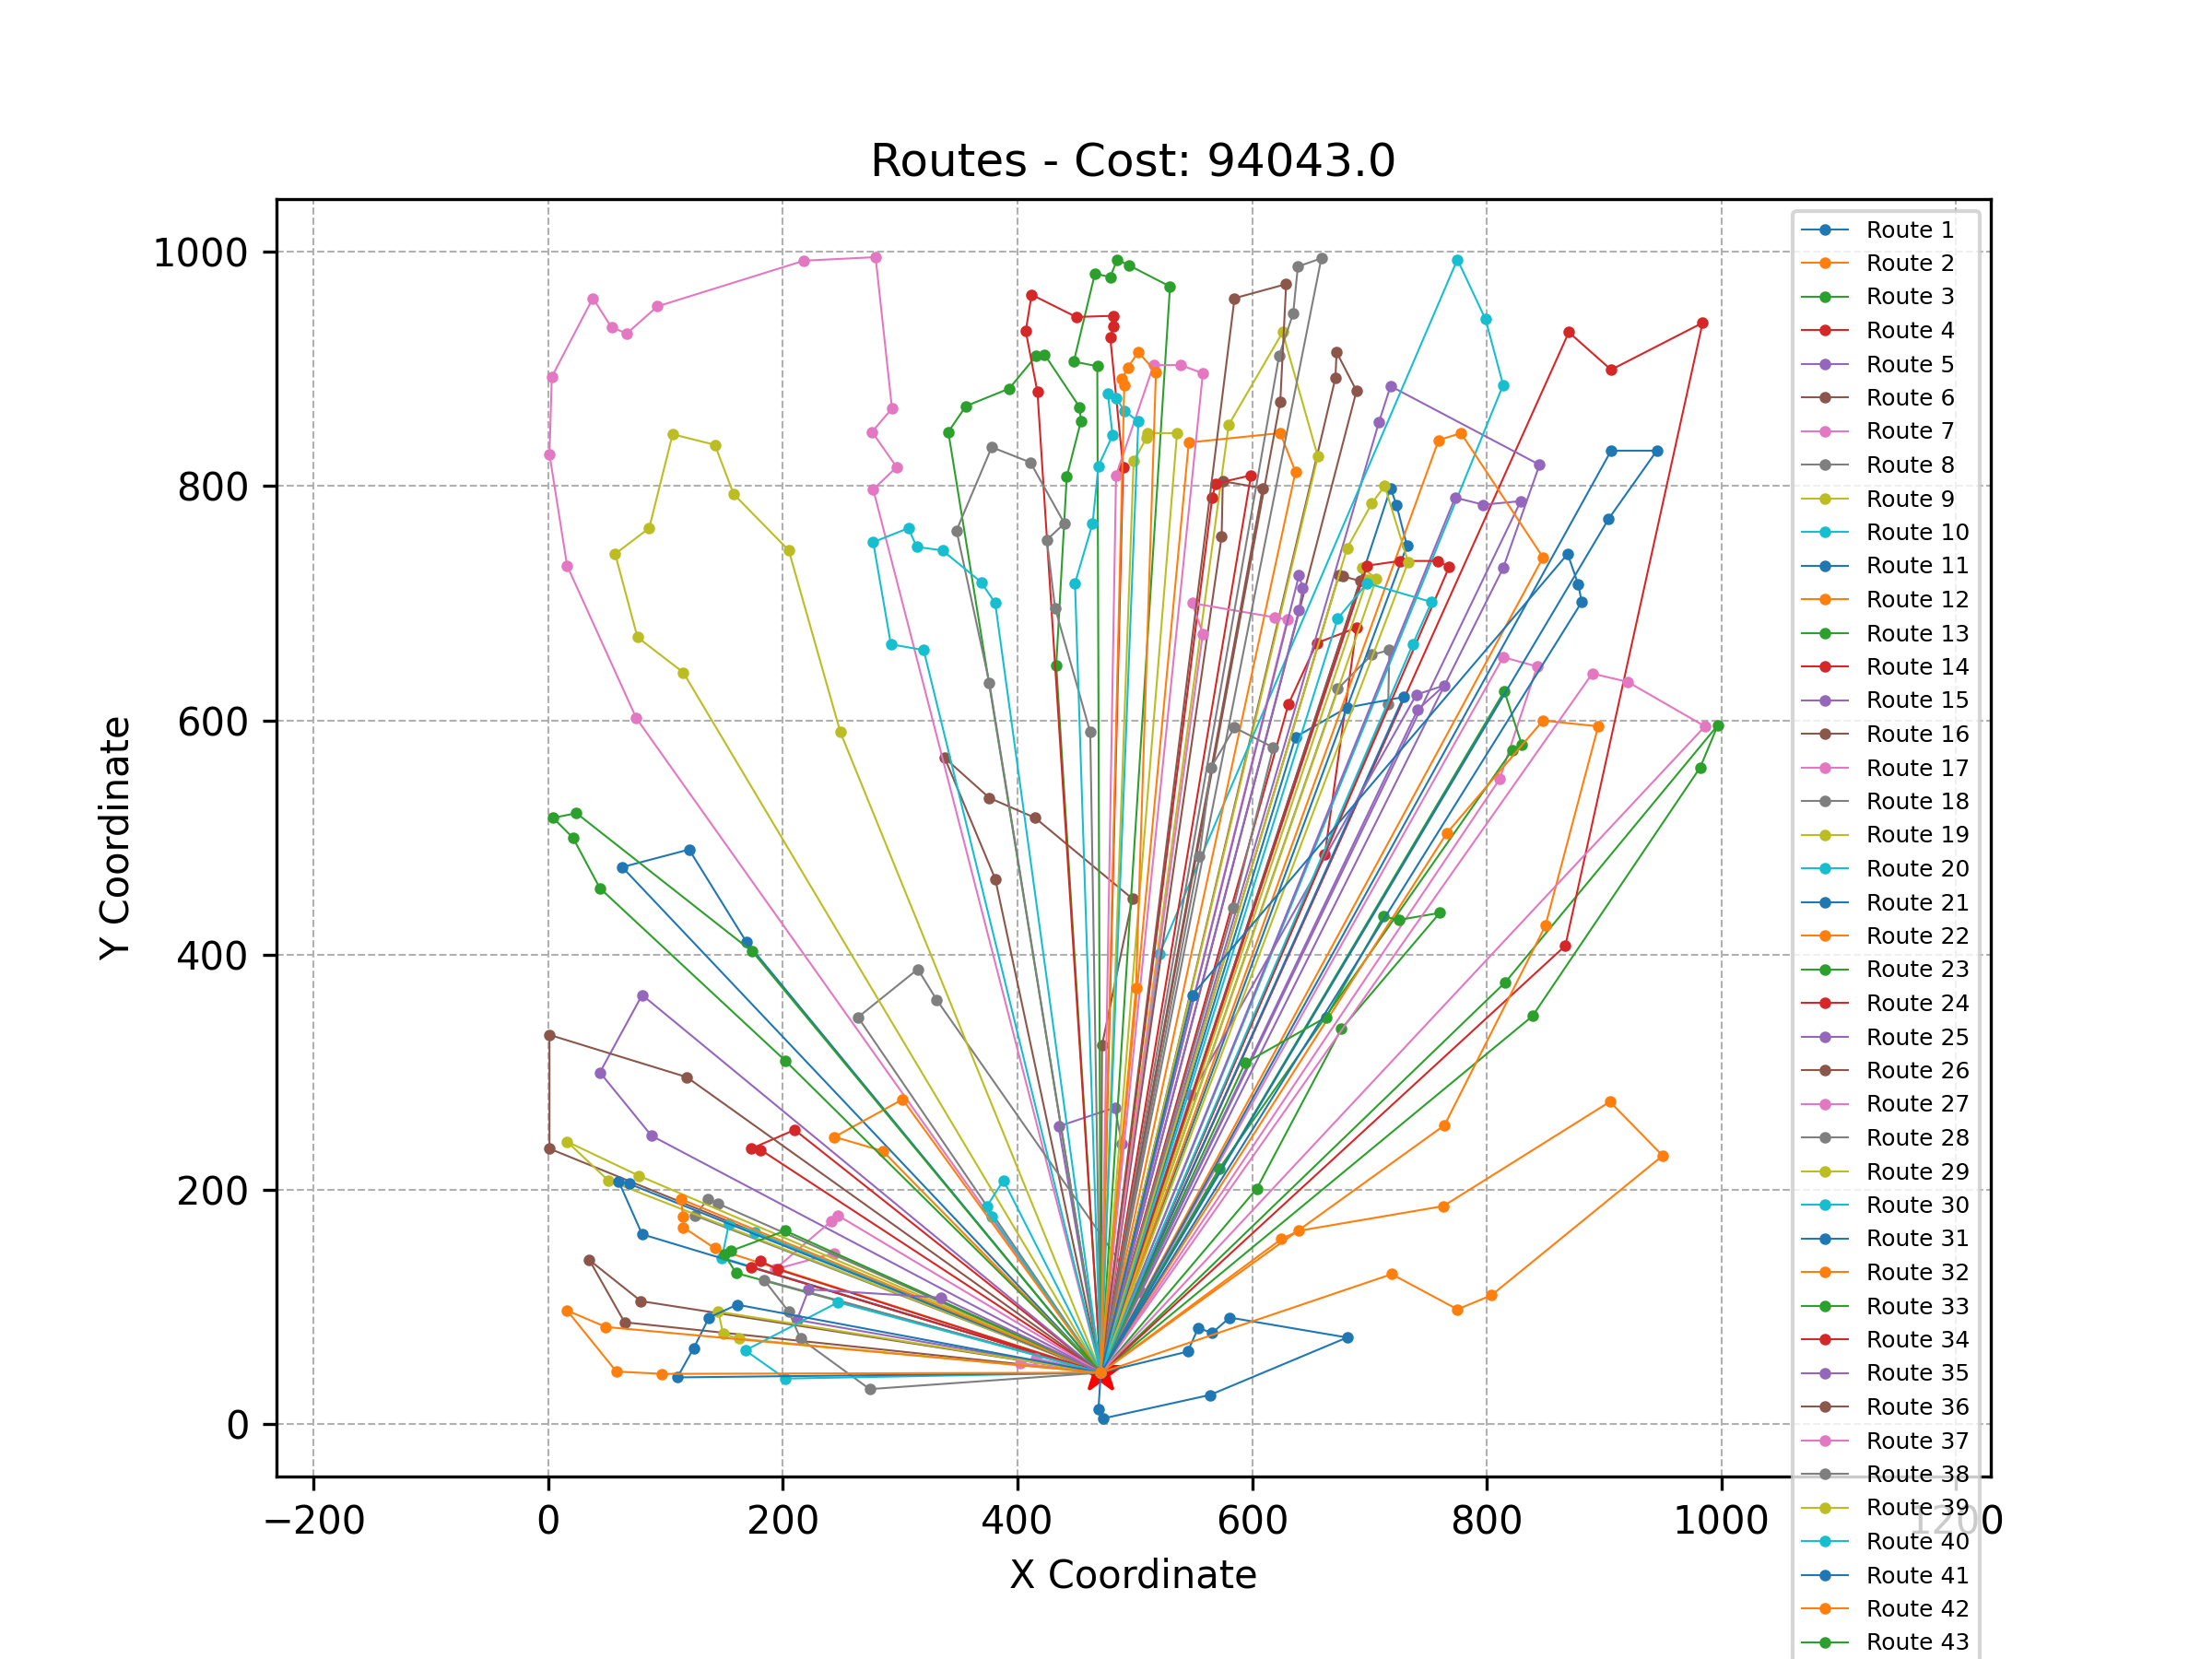 Routes - Cost: 94043.0
Y Coordinate
1000
800
600
400
200
0
−200
0
200
400
600
800
1000
1200
X Coordinate
Route 1
Route 2
Route 3
Route 4
Route 5
Route 6
Route 7
Route 8
Route 9
Route 10
Route 11
Route 12
Route 13
Route 14
Route 15
Route 16
Route 17
Route 18
Route 19
Route 20
Route 21
Route 22
Route 23
Route 24
Route 25
Route 26
Route 27
Route 28
Route 29
Route 30
Route 31
Route 32
Route 33
Route 34
Route 35
Route 36
Route 37
Route 38
Route 39
Route 40
Route 41
Route 42
Route 43